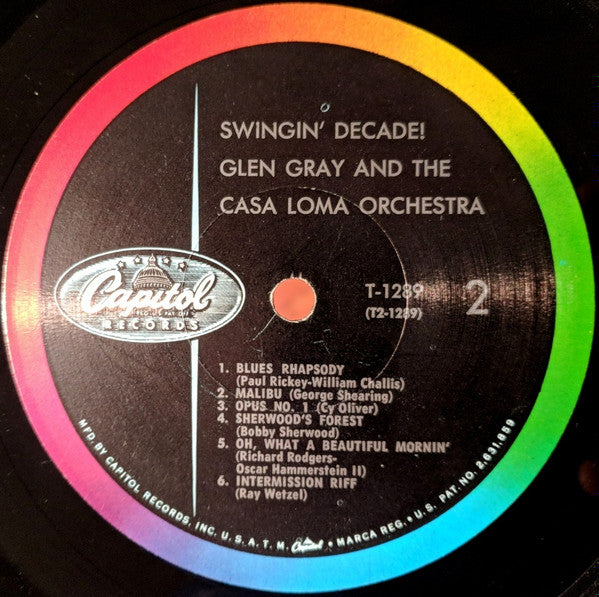 SWINGIN' DECADE!
GLEN GRAY AND THE
CASA LOMA ORCHESTRA
Capitol
RECORDS
T-1289
(T2-1289)
2
1. BLUES RHAPSODY
(Paul Rickey-William Challis)
2. MALIBU (George Shearing)
3. OPUS NO. 1 (Cy Oliver)
4. SHERWOOD'S FOREST
(Bobby Sherwood)
5. OH, WHAT A BEAUTIFUL MORNIN'
(Richard Rodgers-
Oscar Hammerstein II)
6. INTERMISSION RIFF
(Ray Wetzel)
MFD. BY CAPITOL RECORDS, INC. U.S.A. T.M. Capitol • MARCA REG. • U.S. PAT. NO. 2,631,859